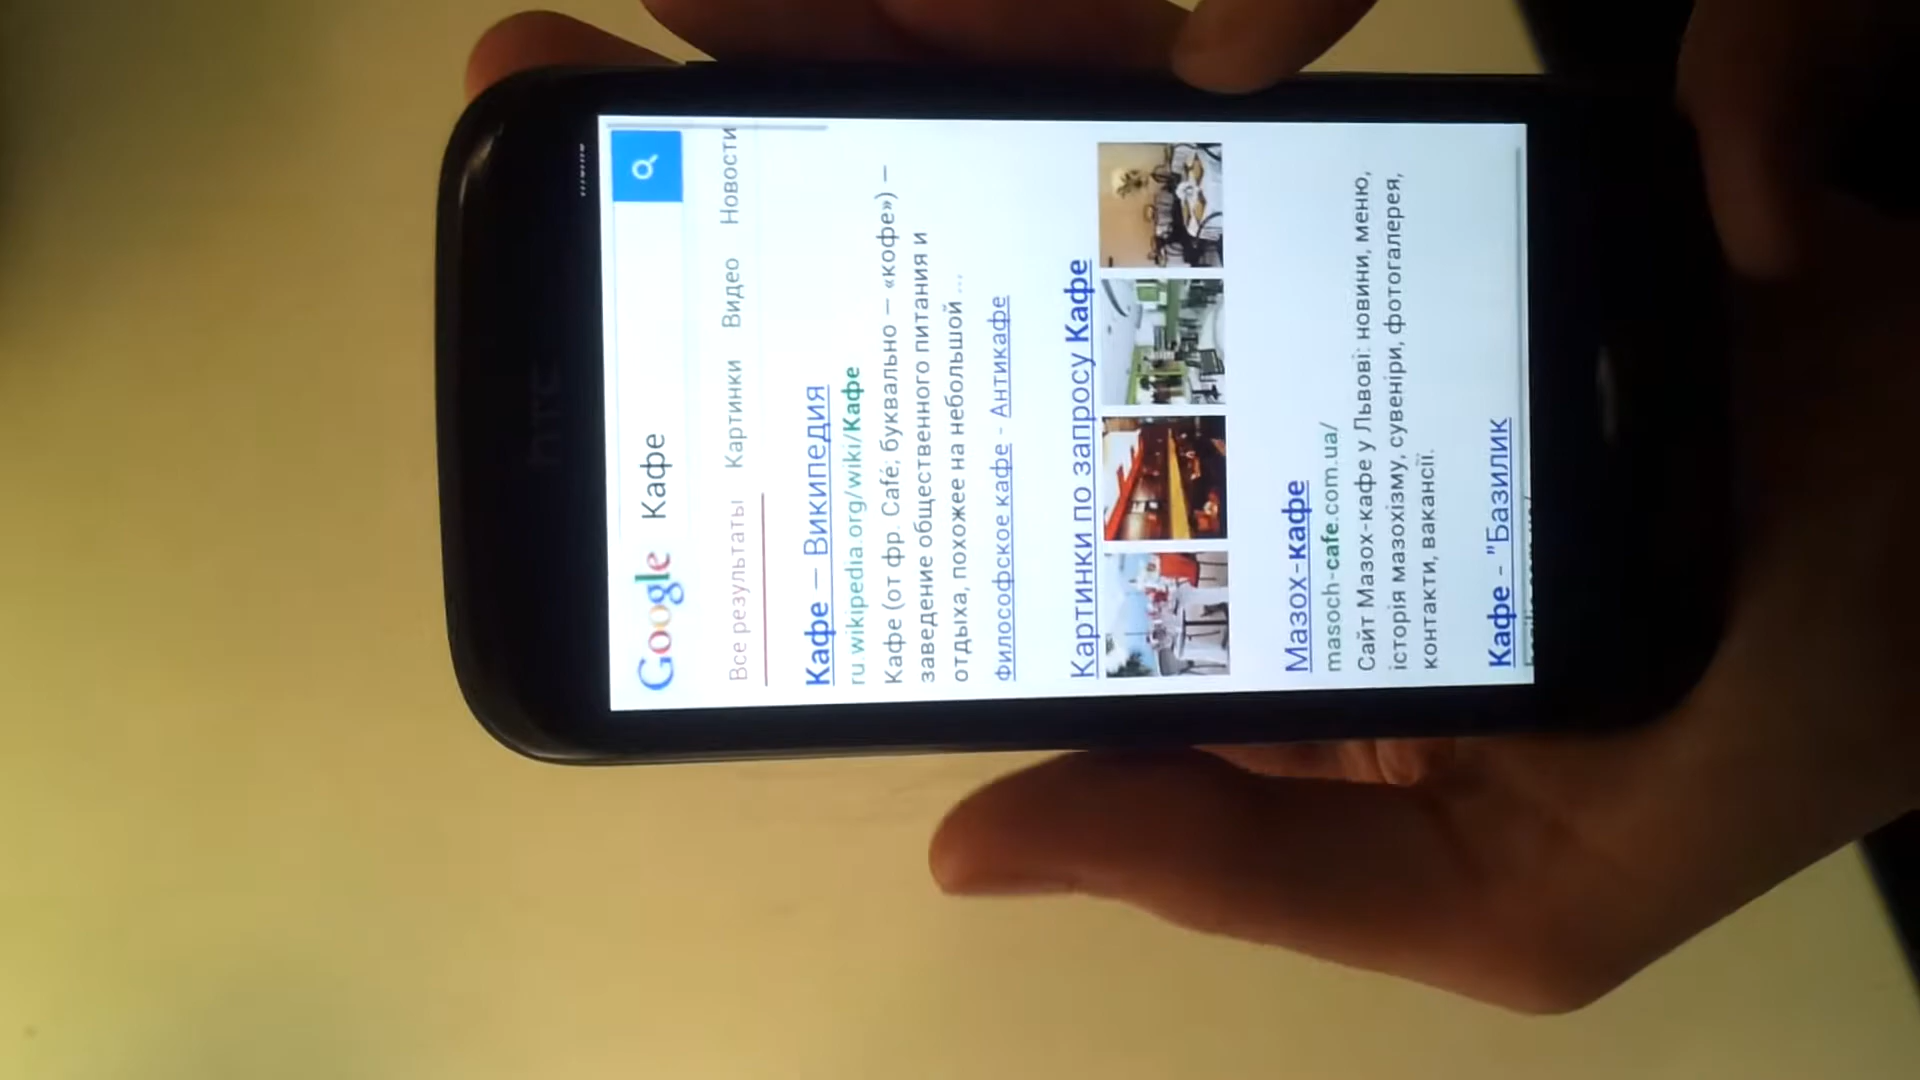 hTC
Google Кафе
Все результаты Картинки Видео Новости
Кафе – Википедия
ru.wikipedia.org/wiki/Кафе
Кафе (от фр. Café; буквально – «кофе») –
заведение общественного питания и
отдыха, похожее на небольшой ...
Философское кафе - Антикафе
Картинки по запросу Кафе
Мазох-кафе
masoch-cafe.com.ua/
Сайт Мазох-кафе у Львові: новини, меню,
історія мазохізму, сувеніри, фотогалерея,
контакти, вакансії.
Кафе - "Базилик